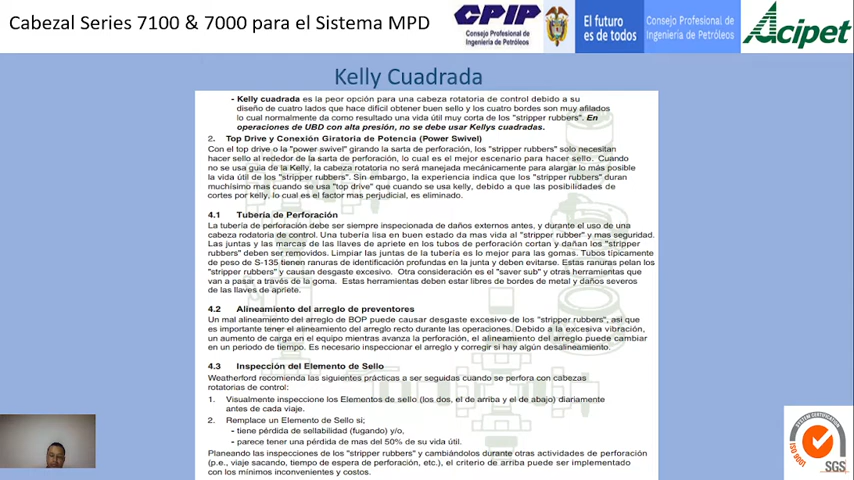 Cabezal Series 7100 & 7000 para el Sistema MPD
CPIP
Consejo Profesional de
Ingeniería de Petróleos
El futuro
es de todos
Consejo Profesional de
Ingeniería de Petróleos
Acipet
Kelly Cuadrada
- Kelly cuadrada es la peor opción para una cabeza rotatoria de control debido a su
diseño de cuatro lados que hace difícil obtener buen sello y los cuatro bordes son muy afilados
lo cual normalmente da como resultado una vida útil muy corta de los "stripper rubbers". En
operaciones de UBD con alta presión, no se debe usar Kellys cuadradas.
2. Top Drive y Conexión Giratoria de Potencia (Power Swivel)
Con el top drive o la "power swivel" girando la sarta de perforación, los "stripper rubbers" solo necesitan
hacer sello al rededor de la sarta de perforación, lo cual es el mejor escenario para hacer sello. Cuando
no se usa guia de la Kelly, la cabeza rotatoria no será manejada mecánicamente para alargar lo más posible
la vida útil de los "stripper rubbers". Sin embargo, la experiencia indica que los "stripper rubbers" duran
muchísimo mas cuando se usa "top drive" que cuando se usa kelly, debido a que las posibilidades de
cortes por kelly, lo cual es el factor mas perjudicial, es eliminado.
4.1 Tubería de Perforación
La tubería de perforación debe ser siempre inspeccionada de daños externos antes, y durante el uso de una
cabeza rodatoria de control. Una tubería lisa en buen estado da mas vida al "stripper rubber" y mas seguridad.
Las juntas y las marcas de las llaves de apriete en los tubos de perforación cortan y dañan los "stripper
rubbers" deben ser removidos. Limpiar las juntas de la tubería es lo mejor para las gomas. Tubos típicamente
de peso de S-135 tienen ranuras de identificación profundas en la junta y deben evitarse. Estas ranuras pelan los
"stripper rubbers" y causan desgaste excesivo. Otra consideración es el "saver sub" y otras herramientas que
van a pasar a través de la goma. Estas herramientas deben estar libres de bordes de metal y daños severos
de las llaves de apriete.
4.2 Alineamiento del arreglo de preventores
Un mal alineamiento del arreglo de BOP puede causar desgaste excesivo de los "stripper rubbers", asi que
es importante tener el alineamiento del arreglo recto durante las operaciones. Debido a la excesiva vibración,
un aumento de carga en el equipo mientras avanza la perforación, el alineamiento del arreglo puede cambiar
en un periodo de tiempo. Es necesario inspeccionar el arreglo y corregir si hay algún desalineamiento.
4.3 Inspección del Elemento de Sello
Weatherford recomienda las siguientes prácticas a ser seguidas cuando se perfora con cabezas
rotatorias de control:
1. Visualmente inspeccione los Elementos de sello (los dos, el de arriba y el de abajo) diariamente
antes de cada viaje.
2. Remplace un Elemento de Sello si;
- tiene pérdida de sellabilidad (fugando) y/o,
- parece tener una pérdida de mas del 50% de su vida útil.
Planeando las inspecciones de los "stripper rubbers" y cambiándolos durante otras actividades de perforación
(p.e., viaje sacando, tiempo de espera de perforación, etc.), el criterio de arriba puede ser implementado
con los mínimos inconvenientes y costos.
SYSTEM CERTIFICATION
ISO 9001
SGS